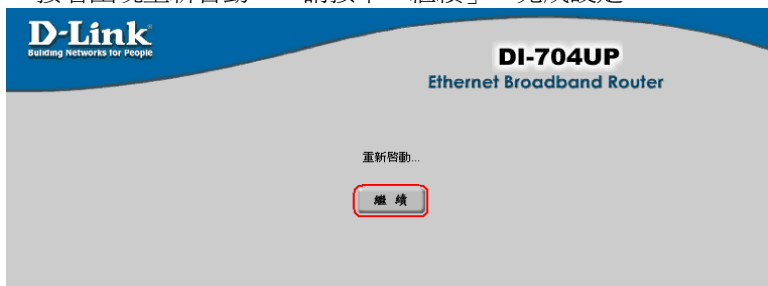 D-Link
Building Networks for People
DI-704UP
Ethernet Broadband Router
重新啓動...
繼 續